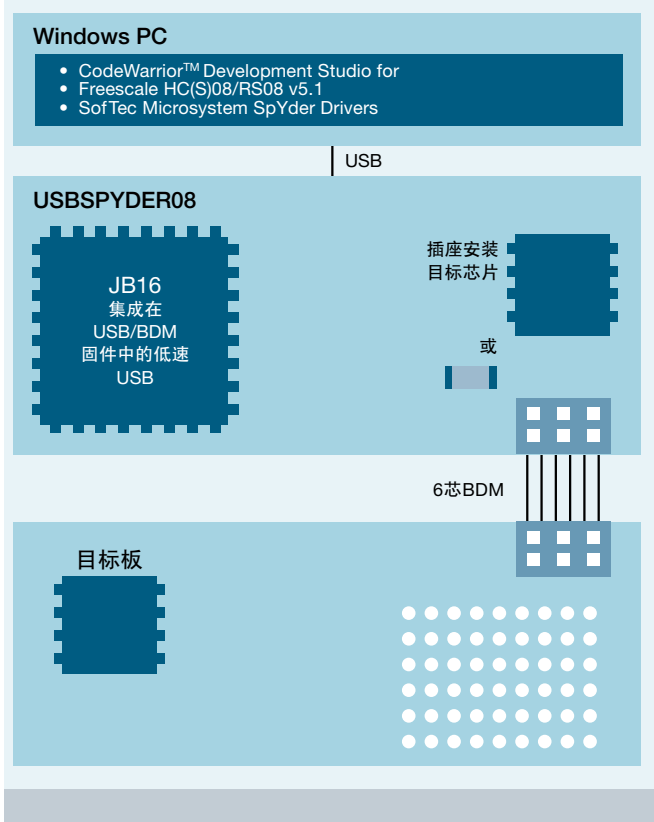 Windows PC
• CodeWarrior™ Development Studio for
• Freescale HC(S)08/RS08 v5.1
• SofTec Microsystem SpYder Drivers
USB
USBSPYDER08
JB16
集成在
USB/BDM
固件中的低速
USB
插座安装
目标芯片
或
6芯BDM
目标板